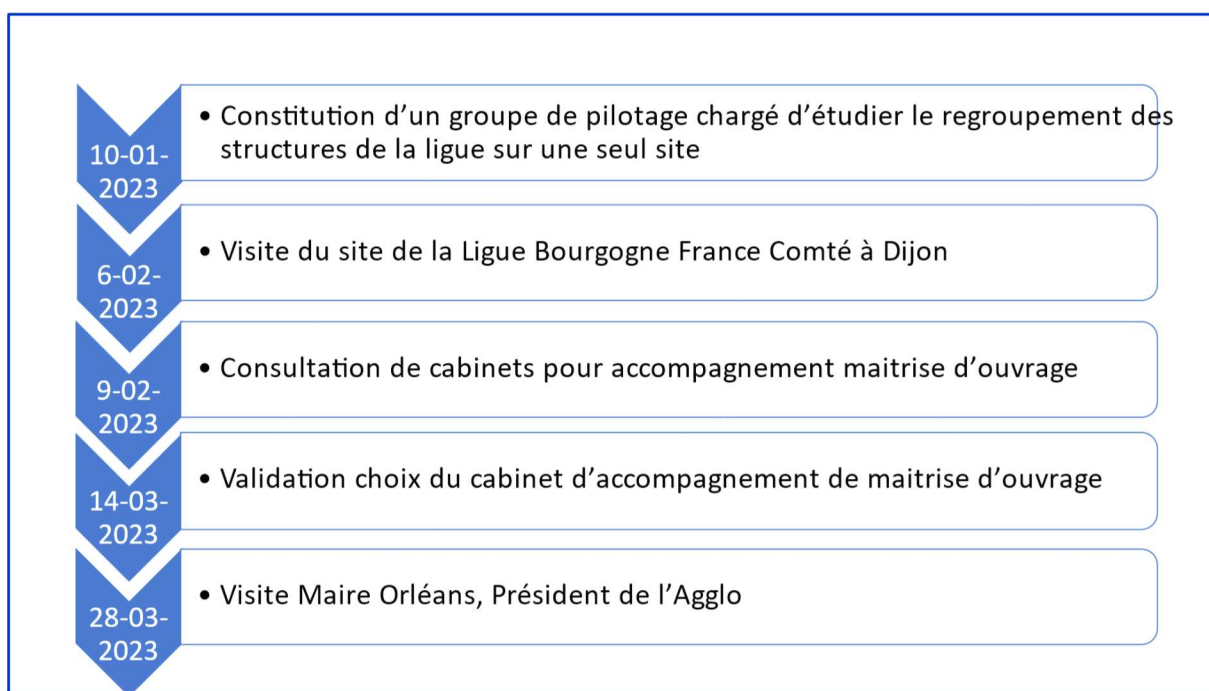 10-01-
2023
• Constitution d’un groupe de pilotage chargé d’étudier le regroupement des
structures de la ligue sur une seul site
6-02-
2023
• Visite du site de la Ligue Bourgogne France Comté à Dijon
9-02-
2023
• Consultation de cabinets pour accompagnement maitrise d’ouvrage
14-03-
2023
• Validation choix du cabinet d’accompagnement de maitrise d’ouvrage
28-03-
2023
• Visite Maire Orléans, Président de l’Agglo